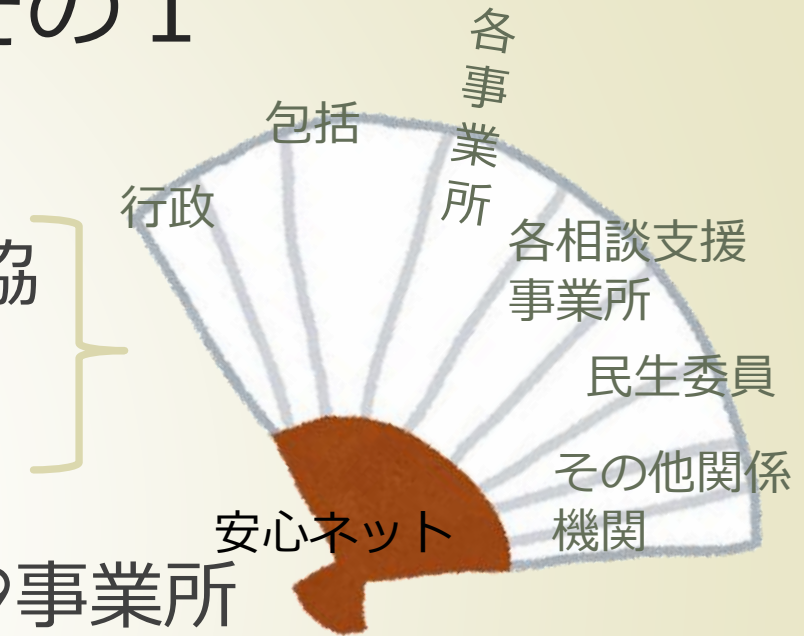 その１
包括
各事業所
行政
協
各相談支援
事業所
民生委員
その他関係
機関
安心ネット
事業所